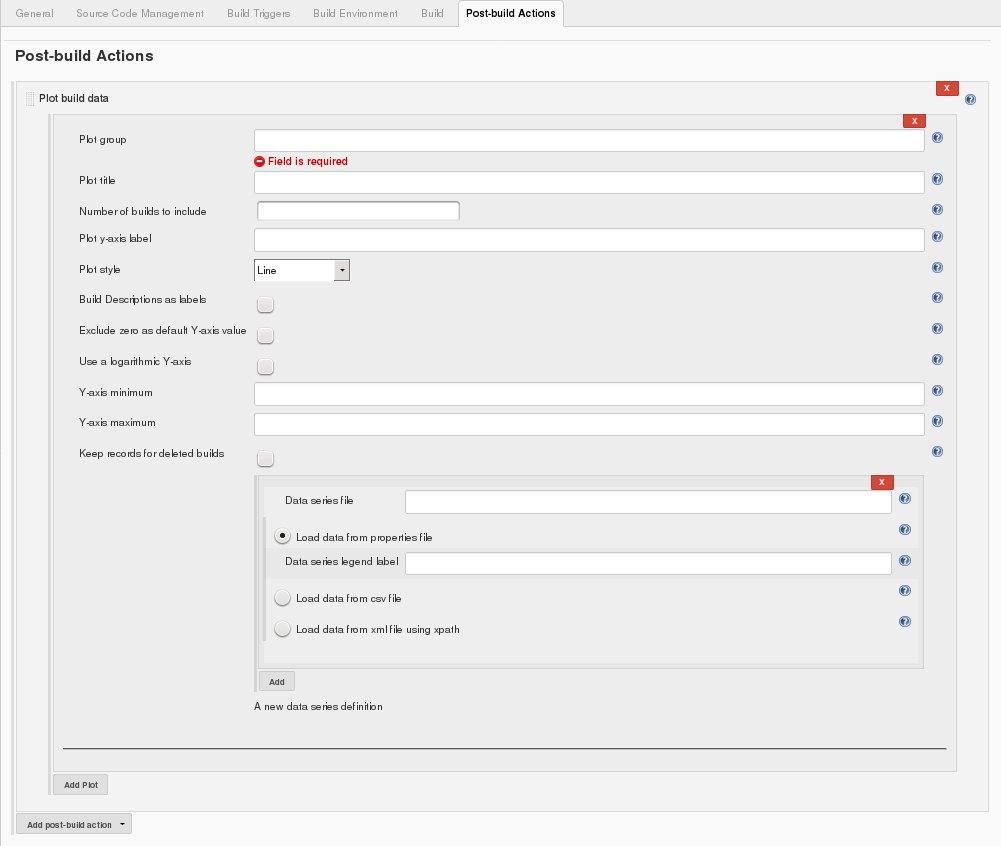 General Source Code Management Build Triggers Build Environment Build Post-build Actions
Post-build Actions
X
Plot build data
X
Plot group
Field is required
Plot title
Number of builds to include
Plot y-axis label
Plot style Line
Build Descriptions as labels
Exclude zero as default Y-axis value
Use a logarithmic Y-axis
Y-axis minimum
Y-axis maximum
Keep records for deleted builds
X
Data series file
Load data from properties file
Data series legend label
Load data from csv file
Load data from xml file using xpath
Add
A new data series definition
Add Plot
Add post-build action